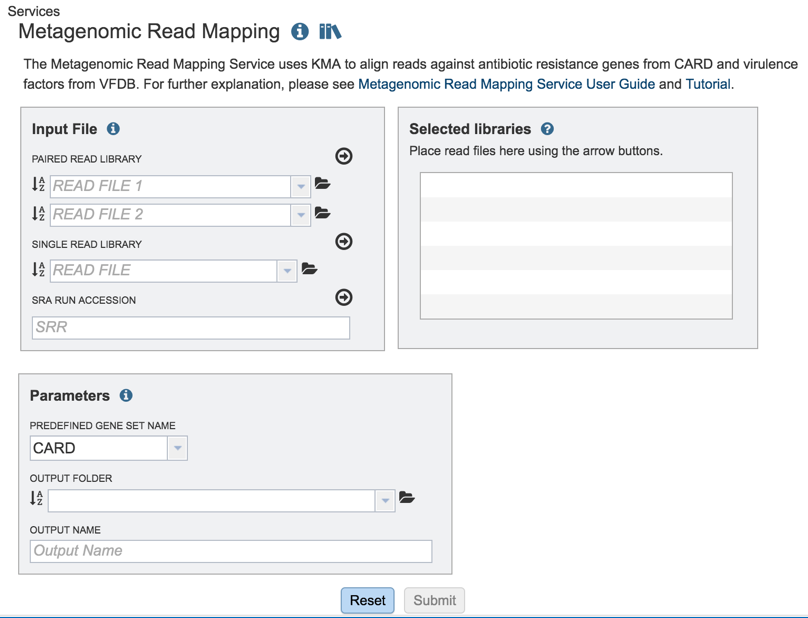 Services
Metagenomic Read Mapping
The Metagenomic Read Mapping Service uses KMA to align reads against antibiotic resistance genes from CARD and virulence
factors from VFDB. For further explanation, please see Metagenomic Read Mapping Service User Guide and Tutorial.
Input File
PAIRED READ LIBRARY
READ FILE 1
READ FILE 2
SINGLE READ LIBRARY
READ FILE
SRA RUN ACCESSION
SRR
Selected libraries
Place read files here using the arrow buttons.
Parameters
PREDEFINED GENE SET NAME
CARD
OUTPUT FOLDER
OUTPUT NAME
Output Name
Reset Submit